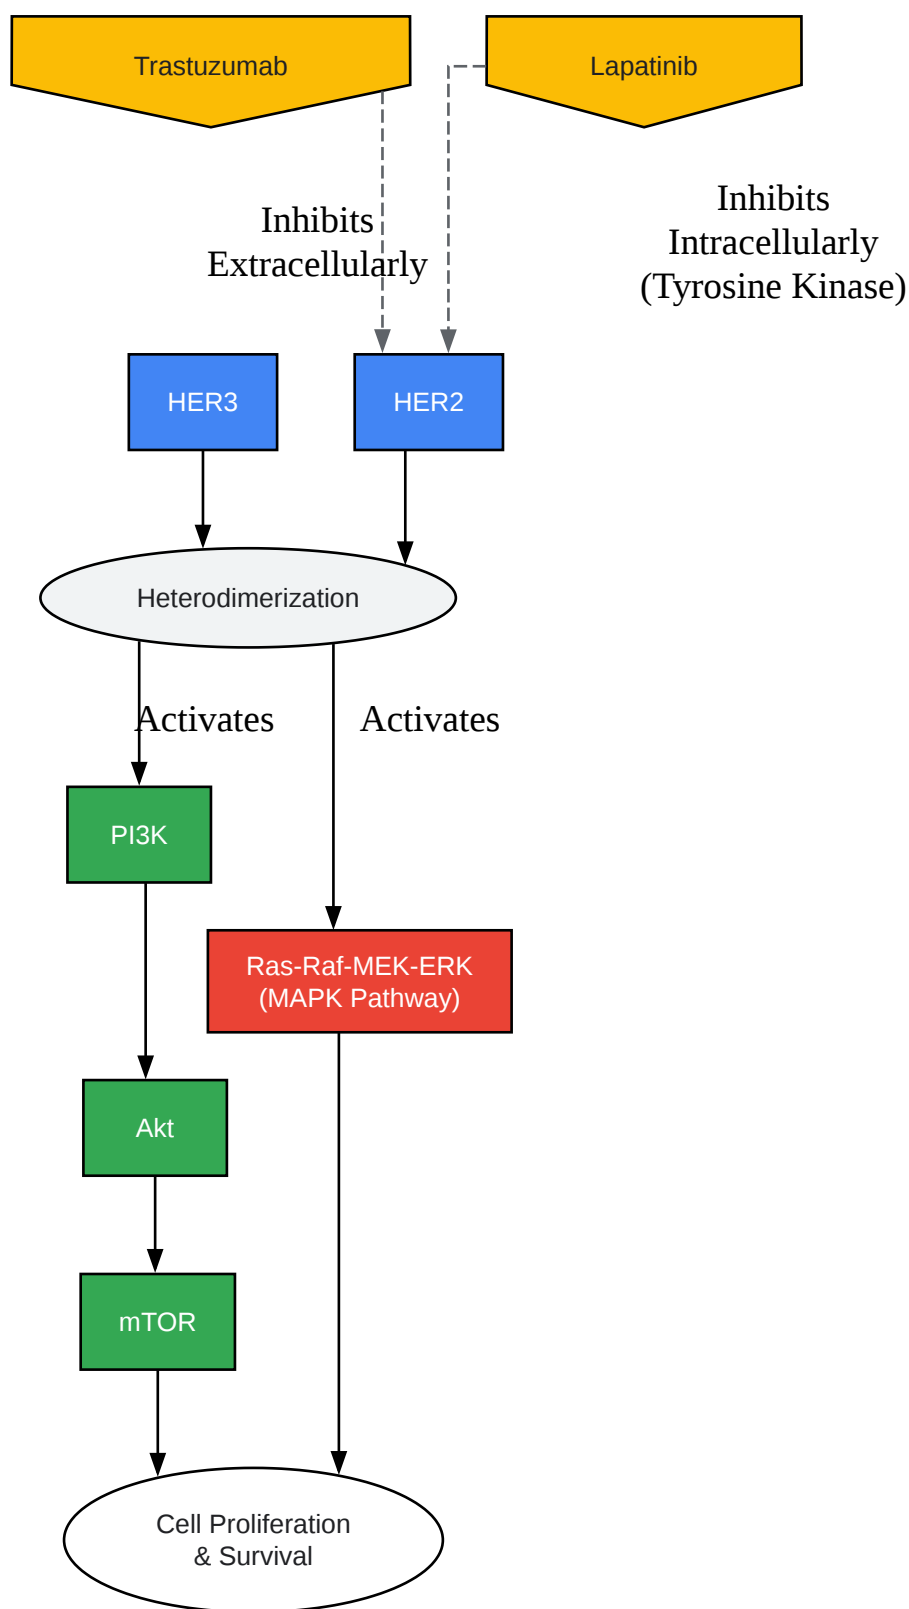 Trastuzumab
Lapatinib
Inhibits
Extracellularly
Inhibits
Intracellularly
(Tyrosine Kinase)
HER3
HER2
Heterodimerization
Activates
Activates
PI3K
Ras-Raf-MEK-ERK
(MAPK Pathway)
Akt
mTOR
Cell Proliferation
& Survival